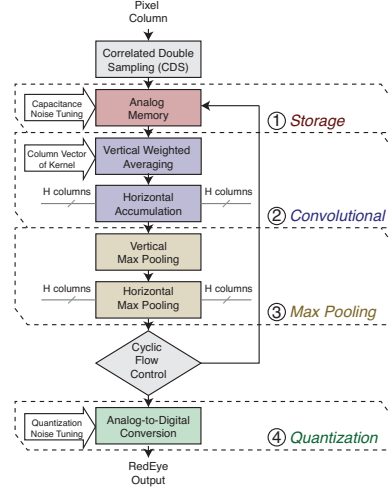 Pixel
Column
Correlated Double
Sampling (CDS)
Capacitance
Noise Tuning
Analog
Memory
① Storage
Column Vector
of Kernel
Vertical Weighted
Averaging
H columns
Horizontal
Accumulation
H columns
② Convolutional
Vertical
Max Pooling
H columns
Horizontal
Max Pooling
H columns
③ Max Pooling
Cyclic
Flow
Control
Quantization
Noise Tuning
Analog-to-Digital
Conversion
④ Quantization
RedEye
Output